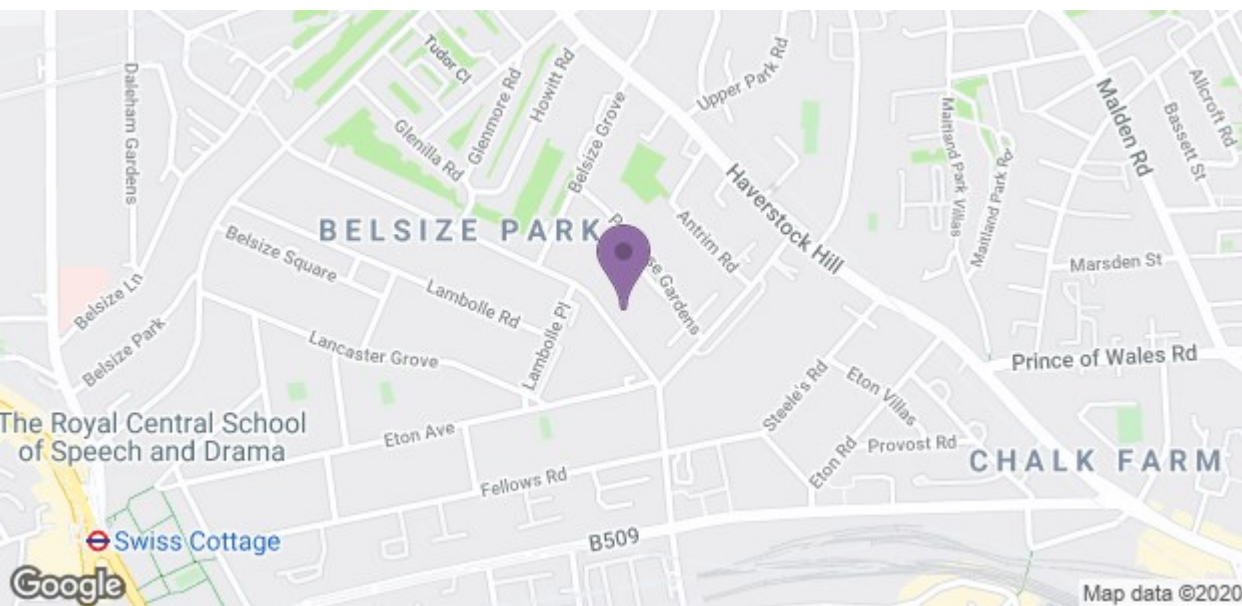 Tudor Cl
Glenmore Rd
Howitt Rd
Upper Park Rd
Daleham Gardens
Glenilla Rd
Belsize Grove
Haverstock Hill
Maitland Park Villas
Maitland Park Rd
Malden Rd
Allcroft Rd
Bassett St
BELSIZE PARK
Antrim Rd
Belsize Square
Marsden St
Belsize Ln
Lambolle Rd
Lambolle Pl
Gardens
Belsize Park
Lancaster Grove
Prince of Wales Rd
Steele's Rd
Eton Villas
The Royal Central School
of Speech and Drama
Eton Ave
Provost Rd
Eton Rd
CHALK FARM
Fellows Rd
Swiss Cottage
B509
Google
Map data ©2020